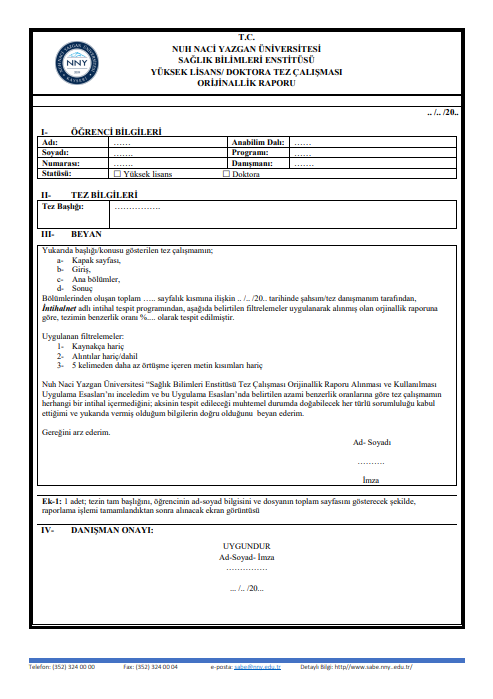 T.C.
NUH NACİ YAZGAN ÜNİVERSİTESİ
SAĞLIK BİLİMLERİ ENSTİTÜSÜ
YÜKSEK LİSANS/ DOKTORA TEZ ÇALIŞMASI
ORİJİNALLİK RAPORU
NNY
.. /.. /20..
I- ÖĞRENCİ BİLGİLERİ
Adı: …… Anabilim Dalı: ……
Soyadı: ……. Programı: ……
Numarası: ……. Danışmanı: …….
Statüsü: ☐ Yüksek lisans ☐ Doktora
II- TEZ BİLGİLERİ
Tez Başlığı: …………….
III- BEYAN
Yukarıda başlığı/konusu gösterilen tez çalışmamın;
a- Kapak sayfası,
b- Giriş,
c- Ana bölümler,
d- Sonuç
Bölümlerinden oluşan toplam ….. sayfalık kısmına ilişkin .. / .. /20.. tarihinde şahsım/tez danışmanım tarafından,
İntihalnet adlı intihal tespit programından, aşağıda belirtilen filtrelemeler uygulanarak alınmış olan orjinallik raporuna
göre, tezimin benzerlik oranı %.... olarak tespit edilmiştir.
Uygulanan filtrelemeler:
1- Kaynakça hariç
2- Alıntılar hariç/dahil
3- 5 kelimeden daha az örtüşme içeren metin kısımları hariç
Nuh Naci Yazgan Üniversitesi “Sağlık Bilimleri Enstitüsü Tez Çalışması Orijinallik Raporu Alınması ve Kullanılması
Uygulama Esasları’nı inceledim ve bu Uygulama Esasları’nda belirtilen azami benzerlik oranlarına göre tez çalışmamın
herhangi bir intihal içermediğini; aksinin tespit edileceği muhtemel durumda doğabilecek her türlü sorumluluğu kabul
ettiğimi ve yukarıda vermiş olduğum bilgilerin doğru olduğunu beyan ederim.
Gereğini arz ederim.
Ad- Soyadı
……….
İmza
Ek-1: 1 adet; tezin tam başlığını, öğrencinin ad-soyad bilgisini ve dosyanın toplam sayfasını gösterecek şekilde,
raporlama işlemi tamamlandıktan sonra alınacak ekran görüntüsü
IV- DANIŞMAN ONAYI:
UYGUNDUR
Ad-Soyad- İmza
……………
... /.. /20...
Telefon: (352) 324 00 00 Fax: (352) 324 00 04 e-posta: sabe@nny.edu.tr Detaylı Bilgi: http//www.sabe.nny..edu.tr/